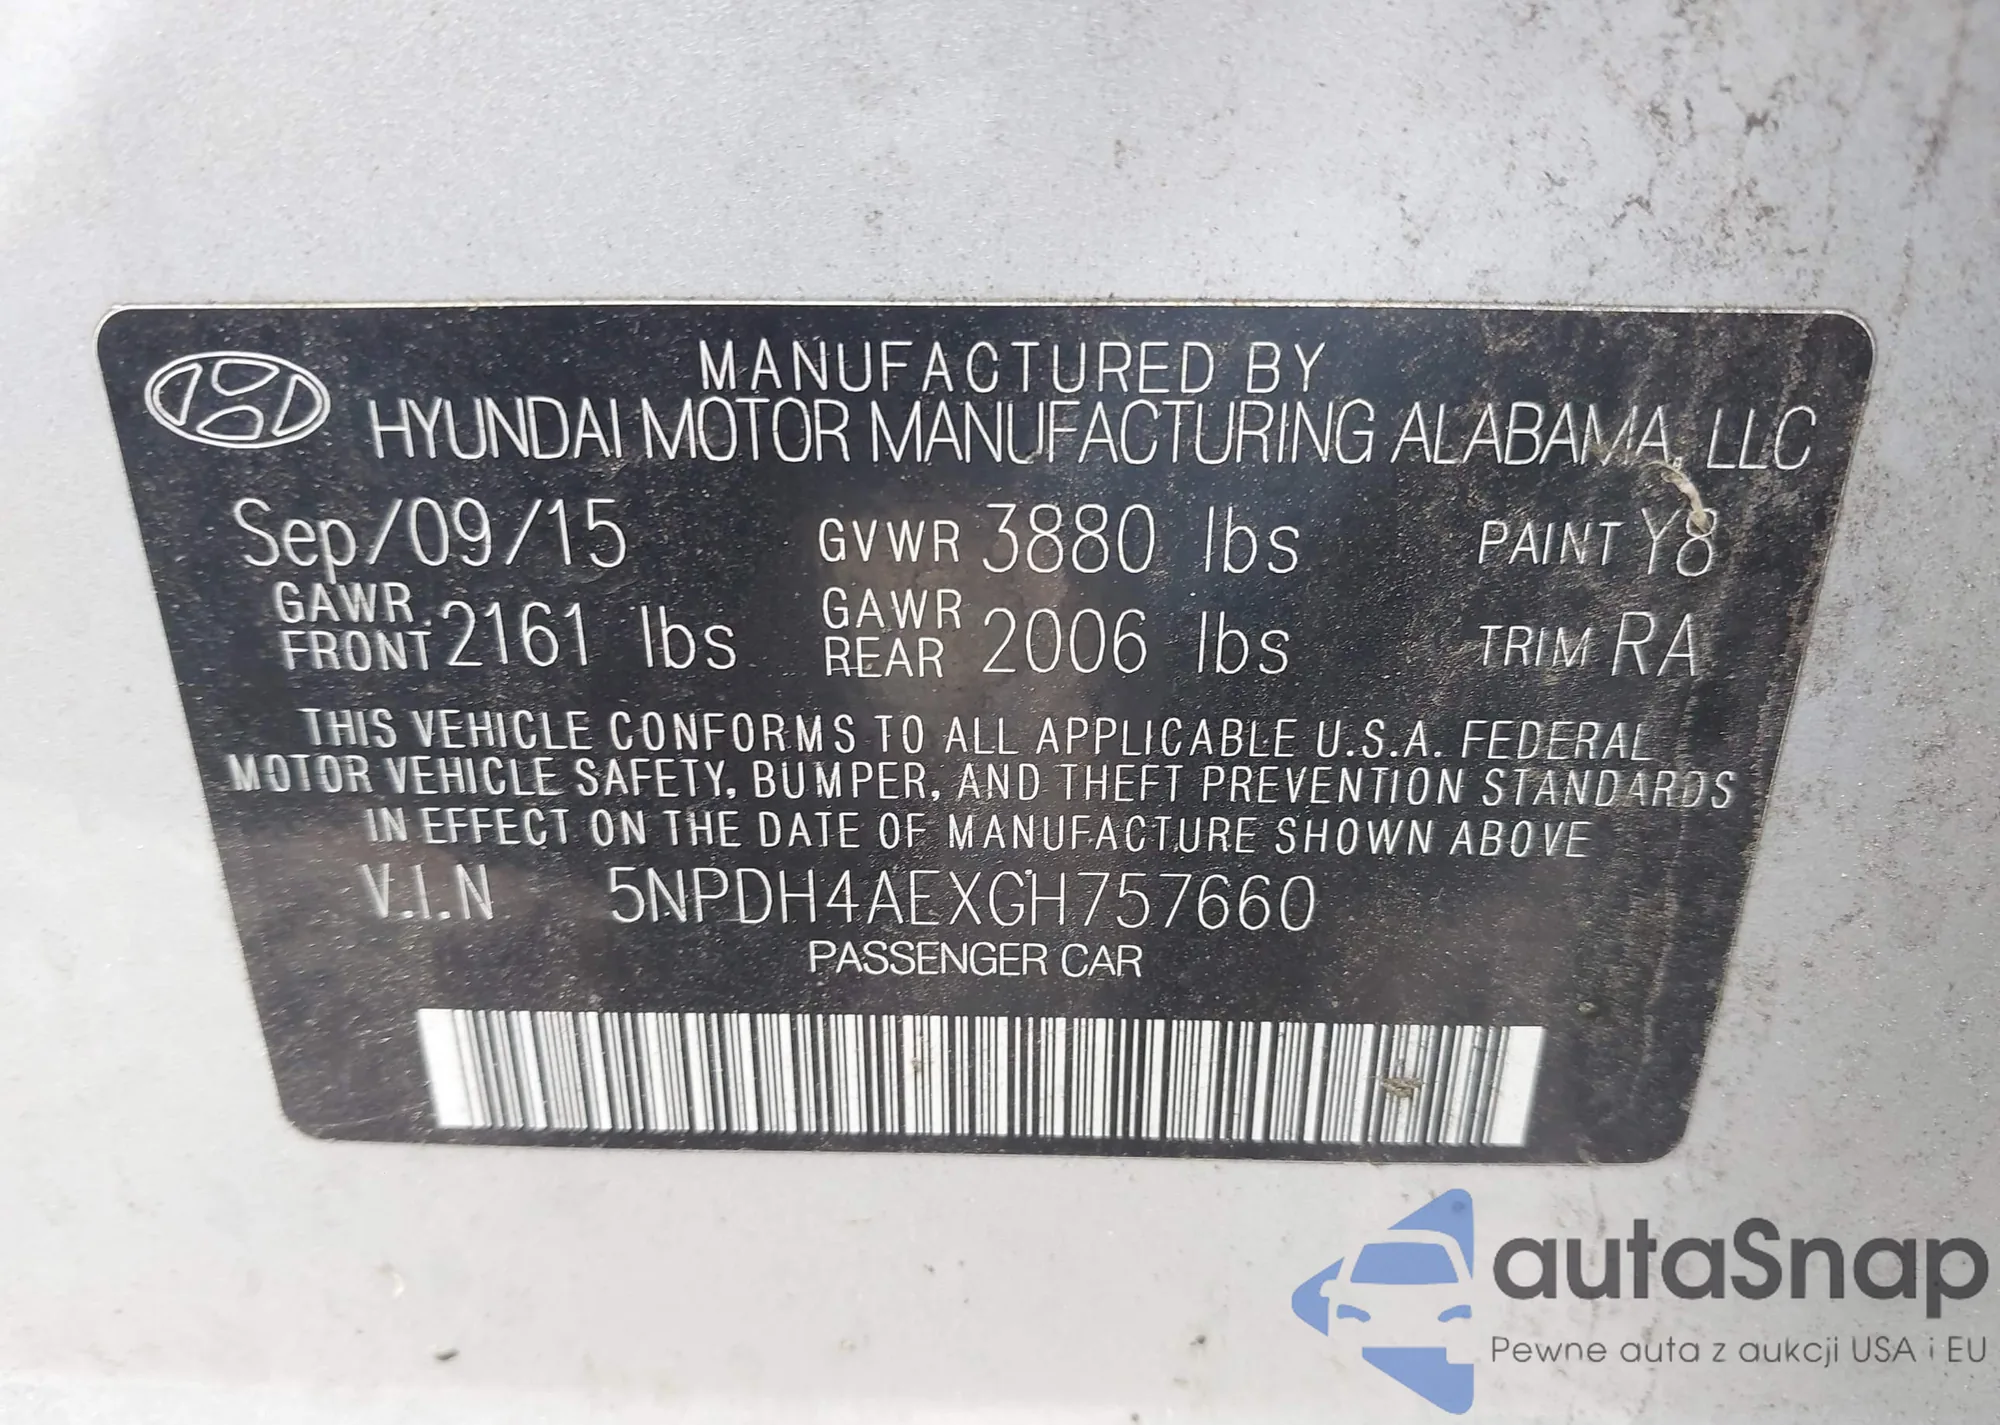 MANUFACTURED BY
HYUNDAI MOTOR MANUFACTURING ALABAMA, LLC
Sep/09/15 GVWR 3880 lbs PAINT Y8
GAWR FRONT 2161 lbs GAWR REAR 2006 lbs TRIM RA
THIS VEHICLE CONFORMS TO ALL APPLICABLE U.S.A. FEDERAL
MOTOR VEHICLE SAFETY, BUMPER, AND THEFT PREVENTION STANDARDS
IN EFFECT ON THE DATE OF MANUFACTURE SHOWN ABOVE
V.I.N 5NPDH4AEXGH757660
PASSENGER CAR
autaSnap
Pewne auta z aukcji USA i EU